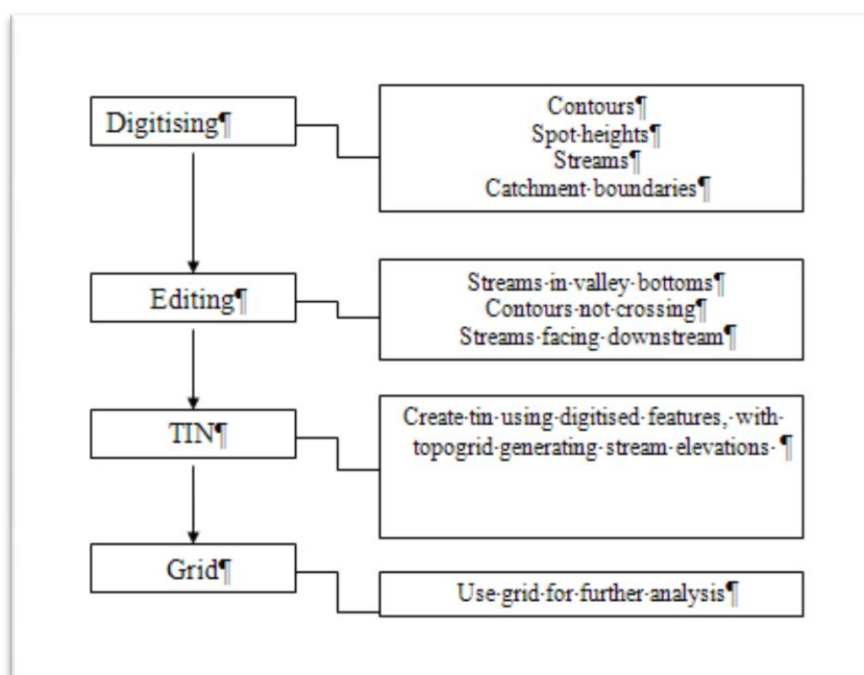 Digitising¶
Contours¶
Spot·heights¶
Streams¶
Catchment·boundaries¶
Editing¶
Streams·in·valley·bottoms¶
Contours·not·crossing¶
Streams·facing·downstream¶
TIN¶
Create·tin·using·digitised·features,·with·
topogrid·generating·stream·elevations·¶
Grid¶
Use·grid·for·further·analysis¶